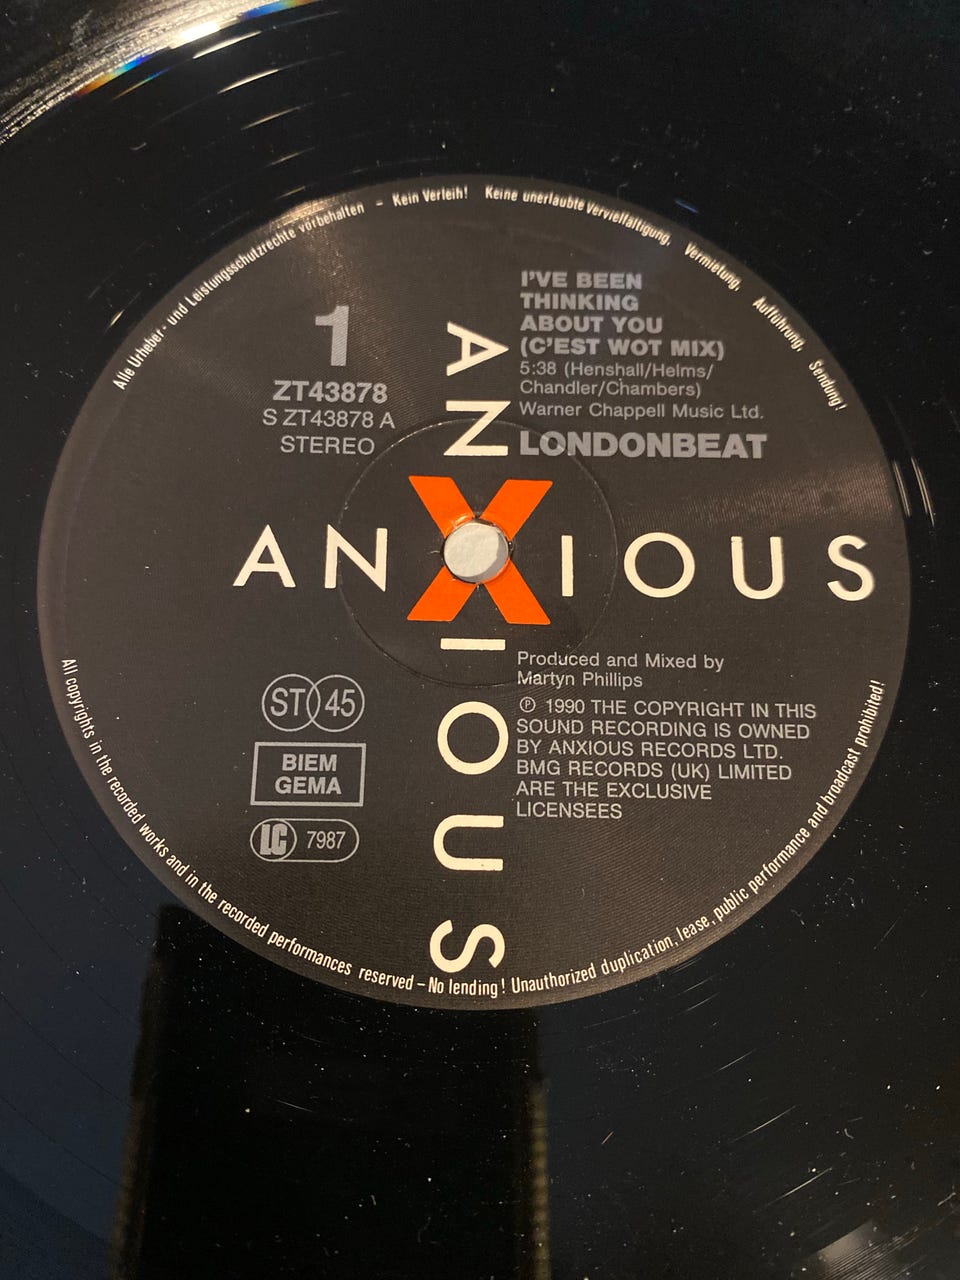 Alle Urheber- und Leistungsschutzrechte vorbehalten – Kein Verleih! Keine unerlaubte Vervielfältigung, Vermietung, Aufführung, Sendung!
1
ZT43878
S ZT43878 A
STEREO
I'VE BEEN
THINKING
ABOUT YOU
(C'EST WOT MIX)
5:38 (Henshall/Helms/
Chandler/Chambers)
Warner Chappell Music Ltd.
LONDONBEAT
ANXIOUS
ANXIOUS
ST 45
BIEM
GEMA
LC 7987
Produced and Mixed by
Martyn Phillips
℗ 1990 THE COPYRIGHT IN THIS
SOUND RECORDING IS OWNED
BY ANXIOUS RECORDS LTD.
BMG RECORDS (UK) LIMITED
ARE THE EXCLUSIVE
LICENSEES
All copyrights in the recorded works and in the recorded performances reserved – No lending! Unauthorized duplication, lease, public performance and broadcast prohibited!